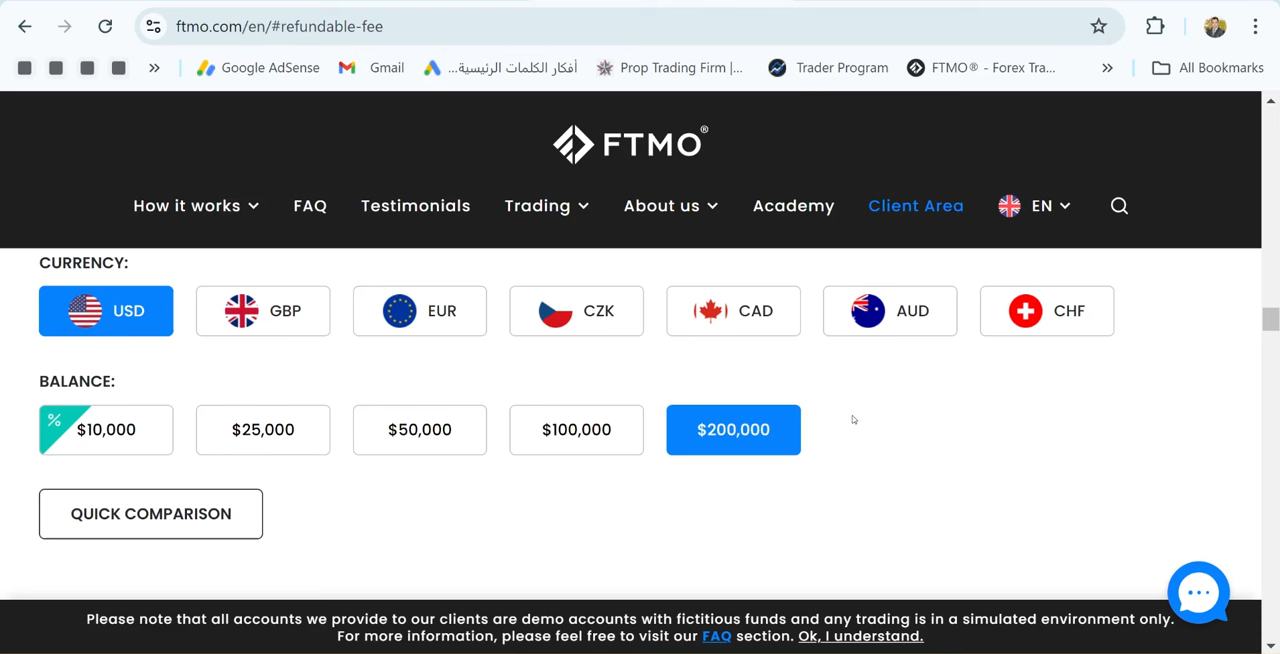 ftmo.com/en/#refundable-fee
Google AdSense Gmail أفكار الكلمات الرئيسية... Prop Trading Firm |... Trader Program FTMO® - Forex Tra... All Bookmarks
FTMO®
How it works FAQ Testimonials Trading About us Academy Client Area EN
CURRENCY:
USD GBP EUR CZK CAD AUD CHF
BALANCE:
% $10,000 $25,000 $50,000 $100,000 $200,000
QUICK COMPARISON
Please note that all accounts we provide to our clients are demo accounts with fictitious funds and any trading is in a simulated environment only.
For more information, please feel free to visit our FAQ section. Ok, I understand.